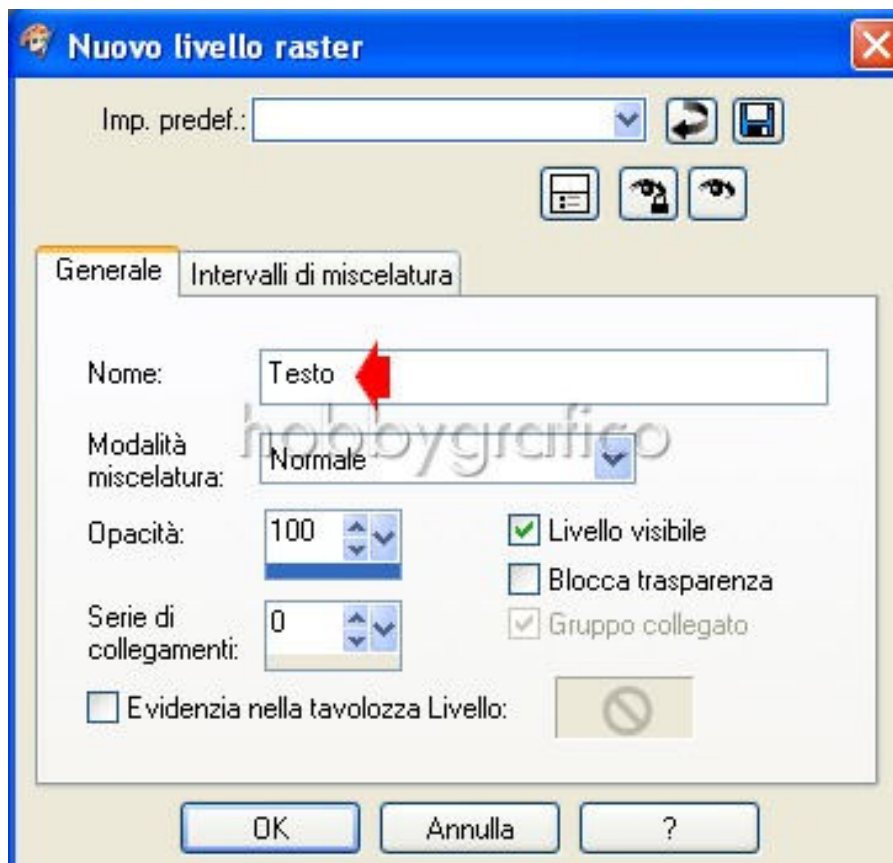 Nuovo livello raster
Imp. predef.:
Generale
Intervalli di miscelatura
Nome:
Testo
hobbygrafico
Modalità
miscelatura:
Normale
Opacità:
100
Livello visibile
Blocca trasparenza
Serie di
collegamenti:
0
Gruppo collegato
Evidenzia nella tavolozza Livello:
OK
Annulla
?